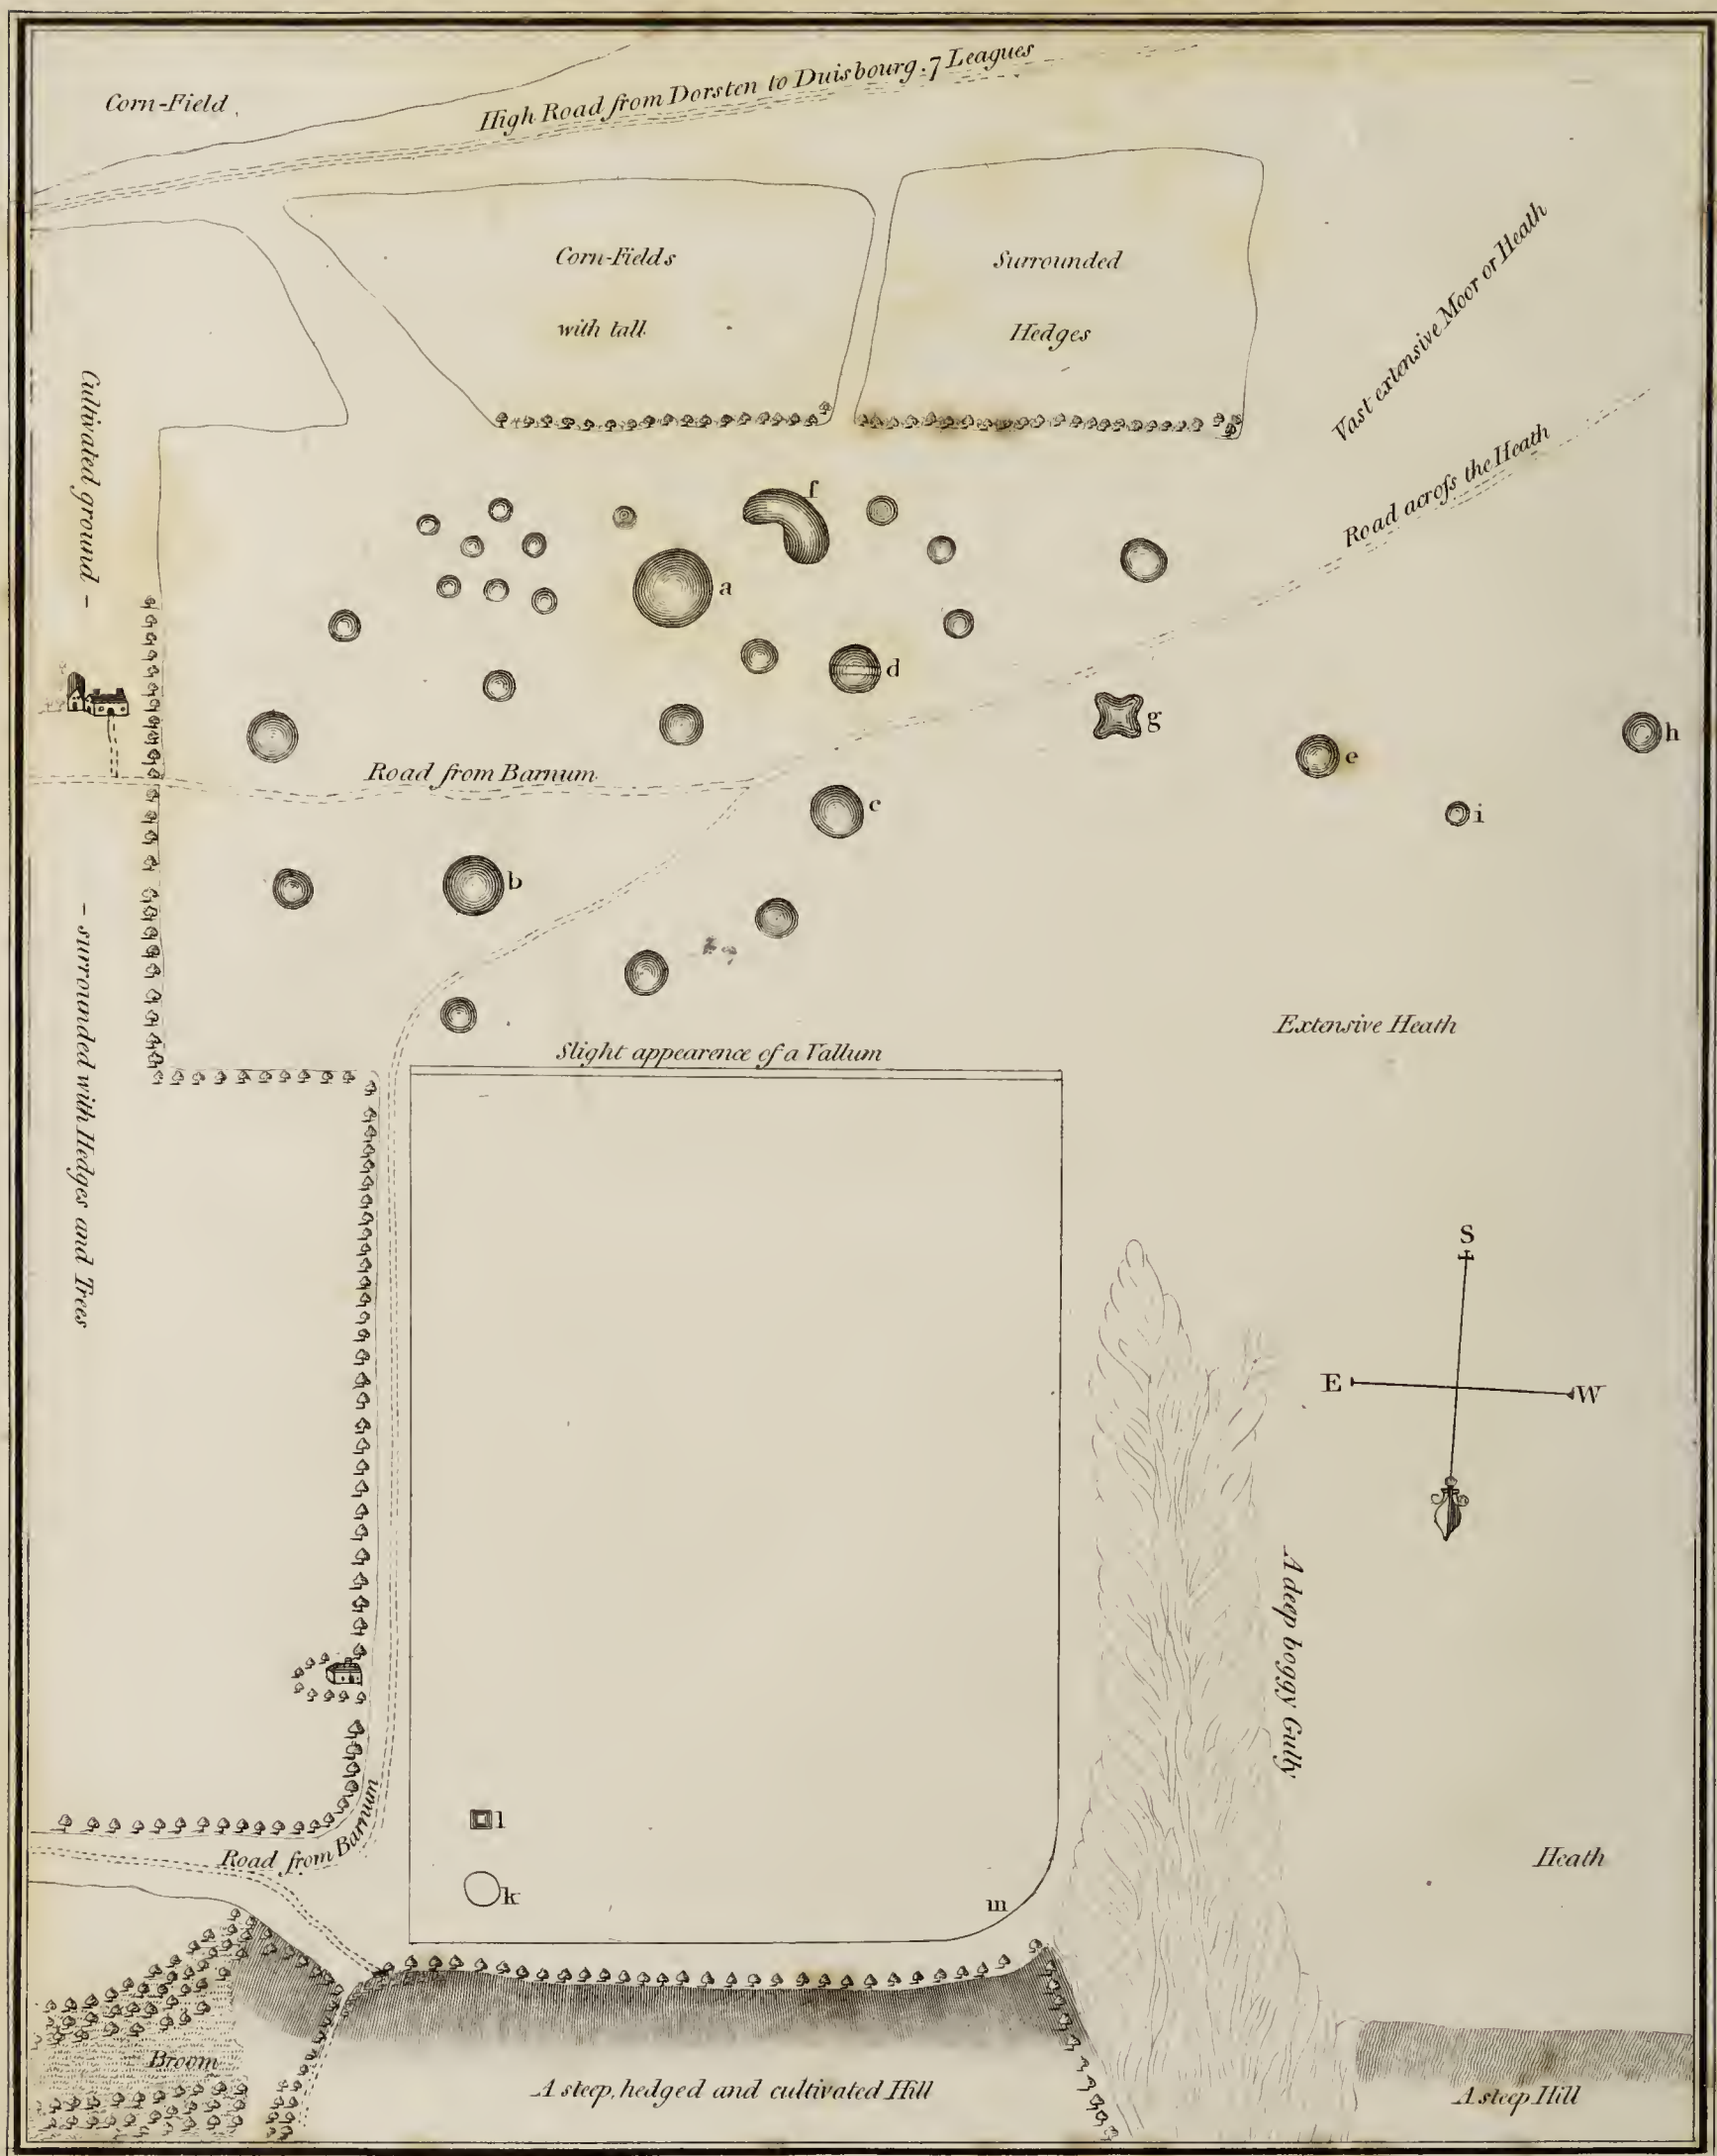 Corn-Field.
High Road from Dorsten to Duisbourg. 7 Leagues
Corn-Fields
Surrounded
with tall
Hedges
Vast extensive Moor or Heath
Cultivated ground -
Road acroſs the Heath
f
a
d
g
h
e
Road from Barnum
c
i
b
- surrounded with Hedges and Trees
Extensive Heath
Slight appearence of a Vallum
S
E
W
A deep boggy Gully
l
Road from Barnum
Heath
k
m
Broom
A steep, hedged and cultivated Hill
A steep Hill